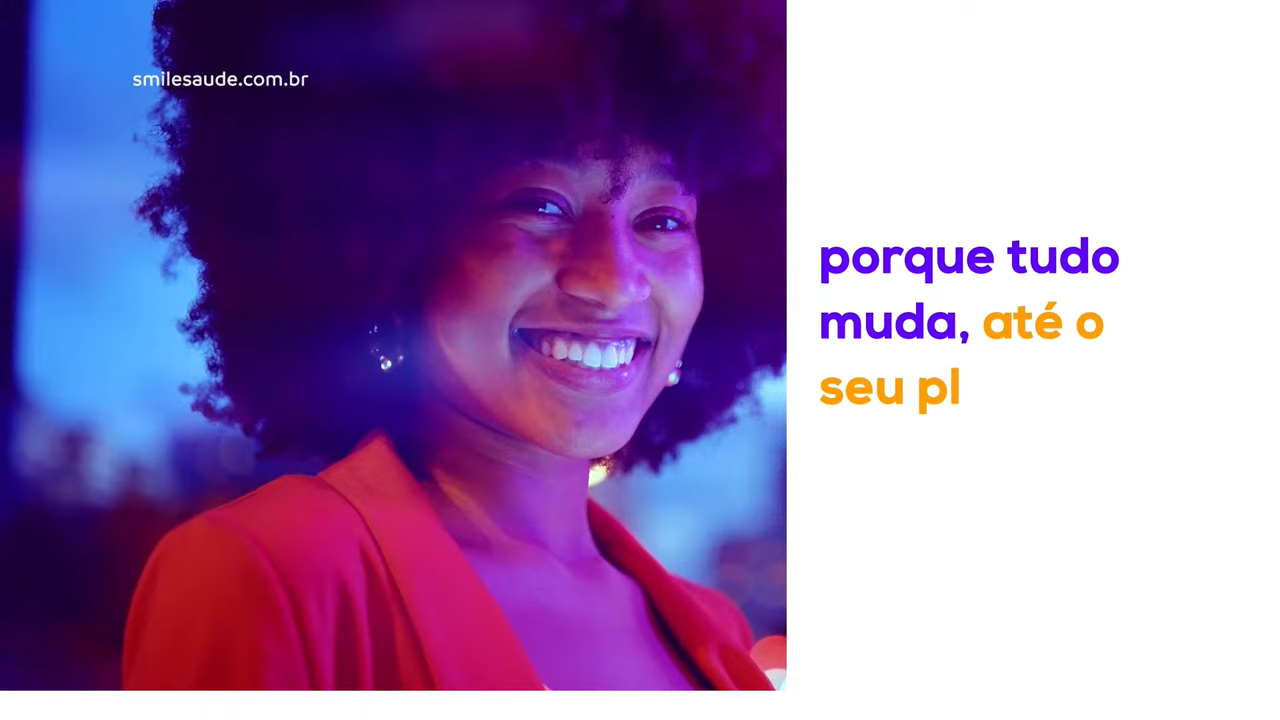 smilesaude.com.br
porque tudo
muda, até o
seu pl